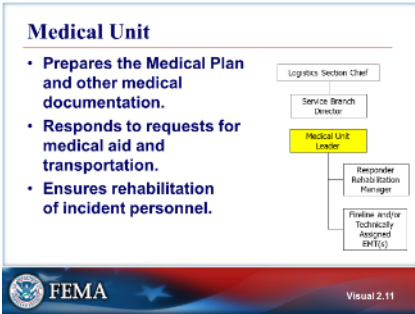 Medical Unit
• Prepares the Medical Plan
and other medical
documentation.
• Responds to requests for
medical aid and
transportation.
• Ensures rehabilitation
of incident personnel.
Logistics Section Chief
Service Branch
Director
Medical Unit
Leader
Responder
Rehabilitation
Manager
Fireline and/or
Technically
Assigned
EMT(s)
FEMA
Visual 2.11